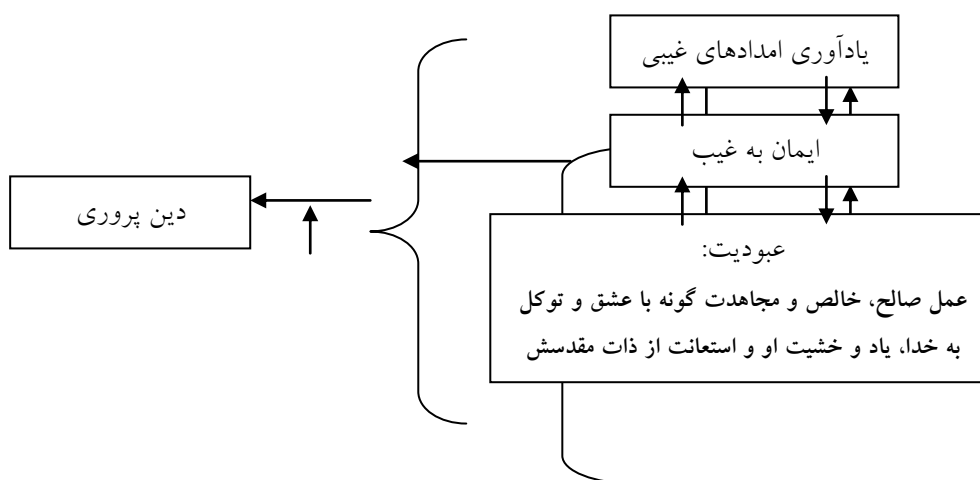 یادآوری امدادهای غیبی
ایمان به غیب
دین پروری
عبودیت:
عمل صالح، خالص و مجاهدت گونه با عشق و توکل
به خدا، یاد و خشیت او و استعانت از ذات مقدسش